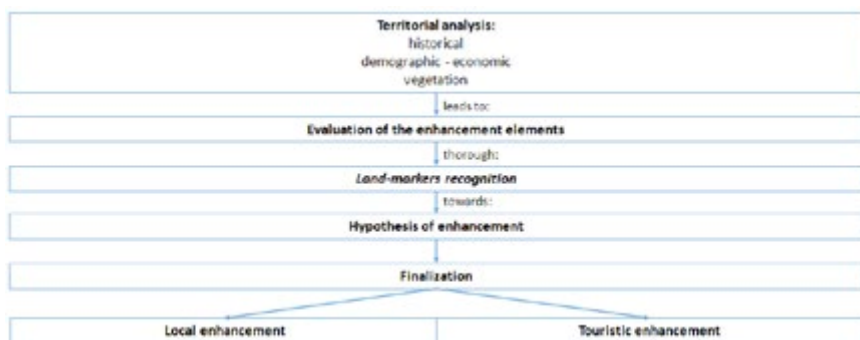 Territorial analysis:
historical
demographic - economic
vegetation
leads to:
Evaluation of the enhancement elements
thorough:
Land-markers recognition
towards:
Hypothesis of enhancement
Finalization
Local enhancement
Touristic enhancement